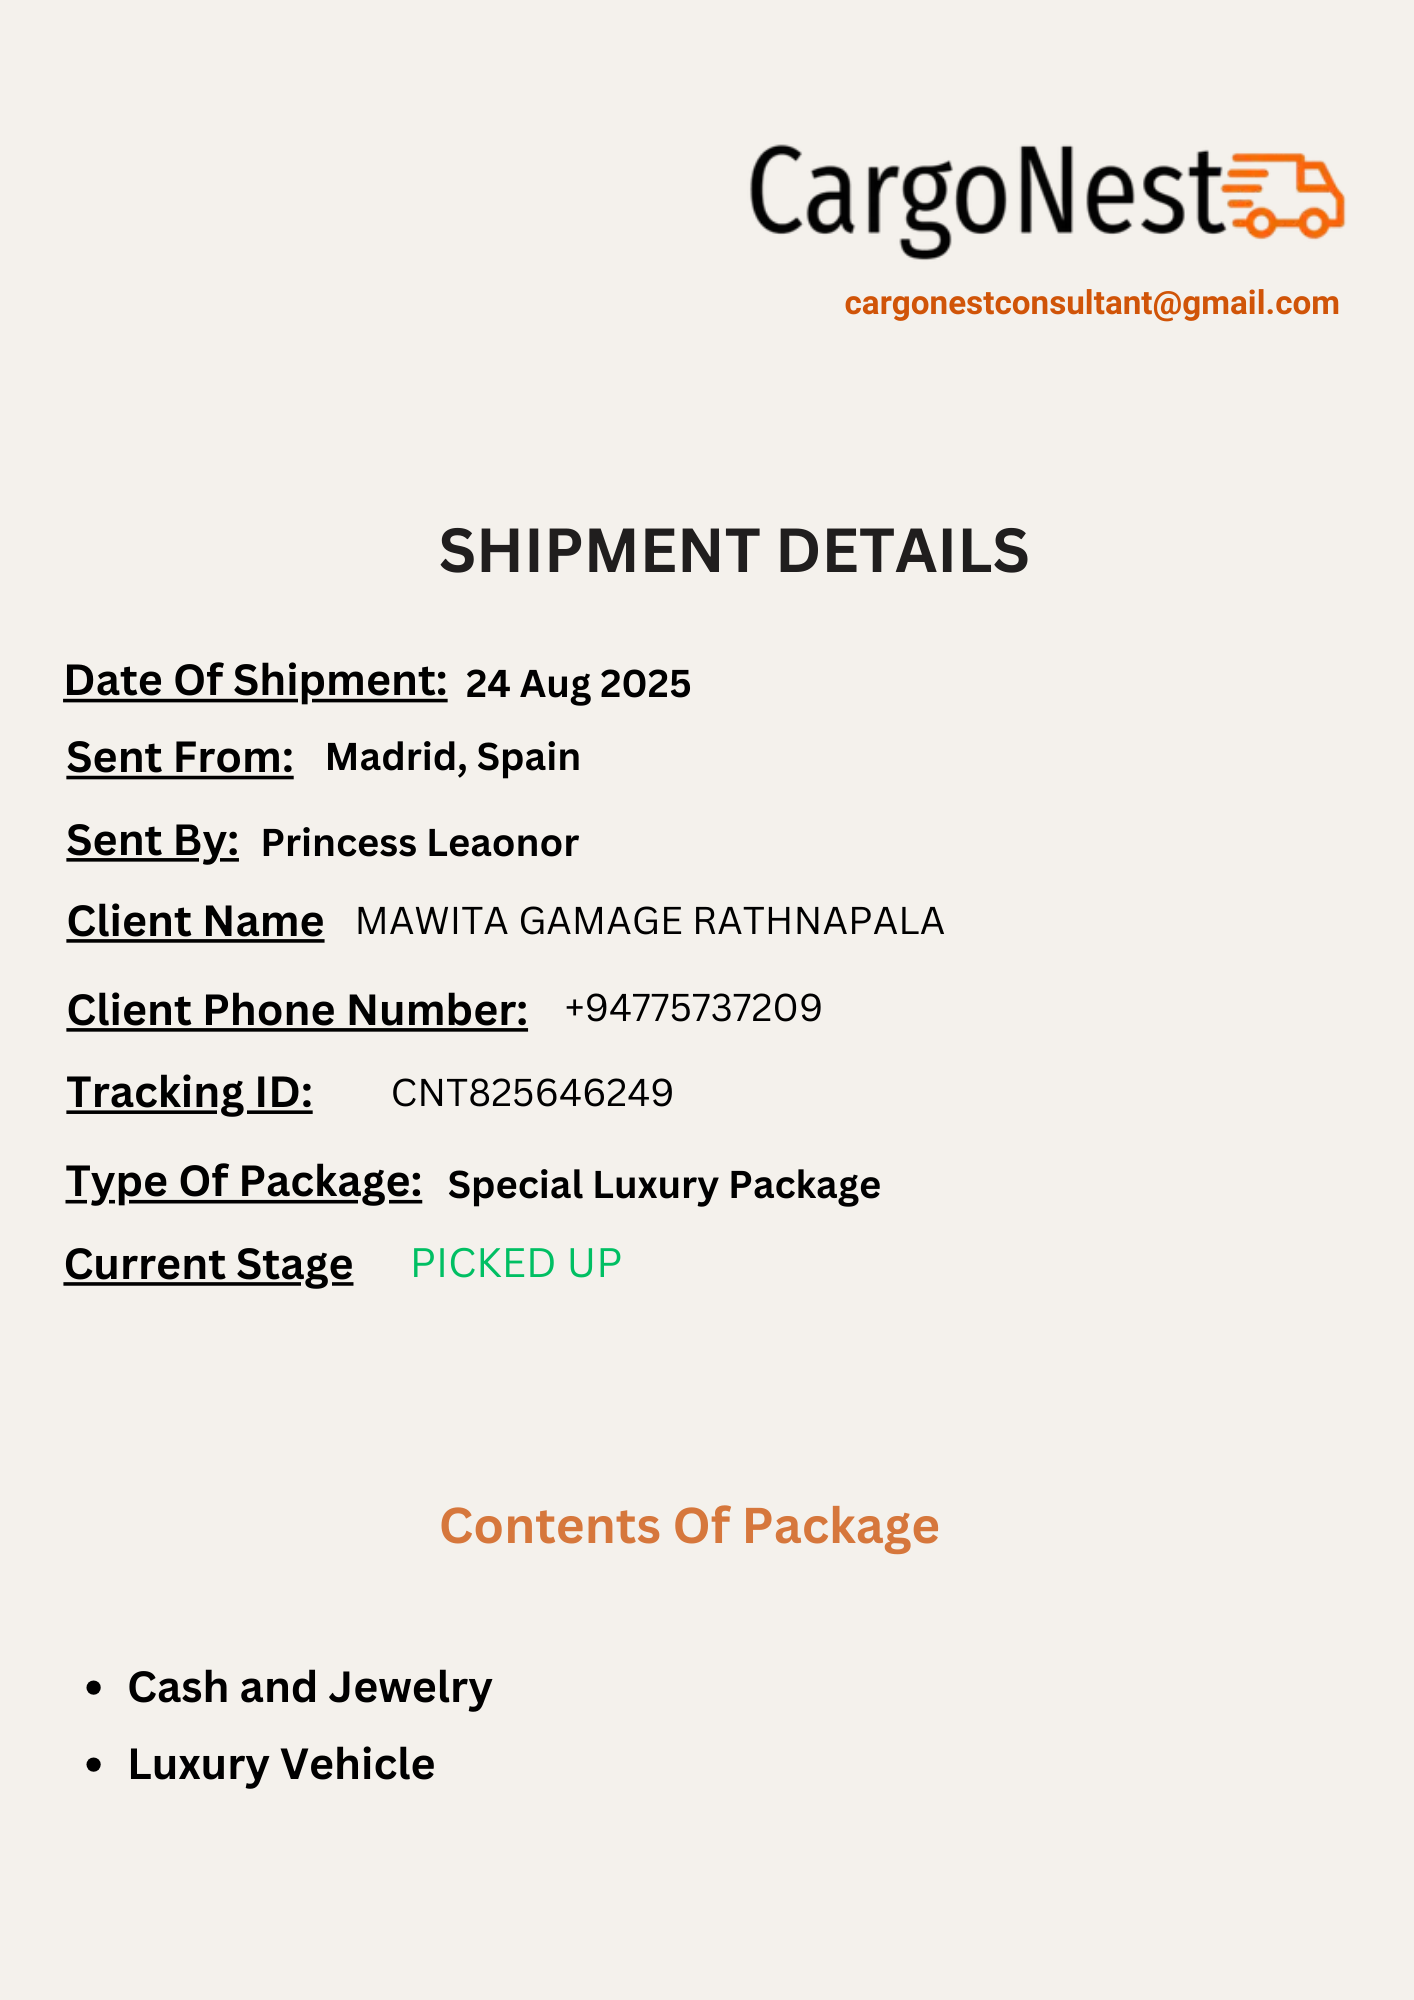 CargoNest
cargonestconsultant@gmail.com
SHIPMENT DETAILS
Date Of Shipment: 24 Aug 2025
Sent From: Madrid, Spain
Sent By: Princess Leaonor
Client Name MAWITA GAMAGE RATHNAPALA
Client Phone Number: +94775737209
Tracking ID: CNT825646249
Type Of Package: Special Luxury Package
Current Stage PICKED UP
Contents Of Package
• Cash and Jewelry
• Luxury Vehicle